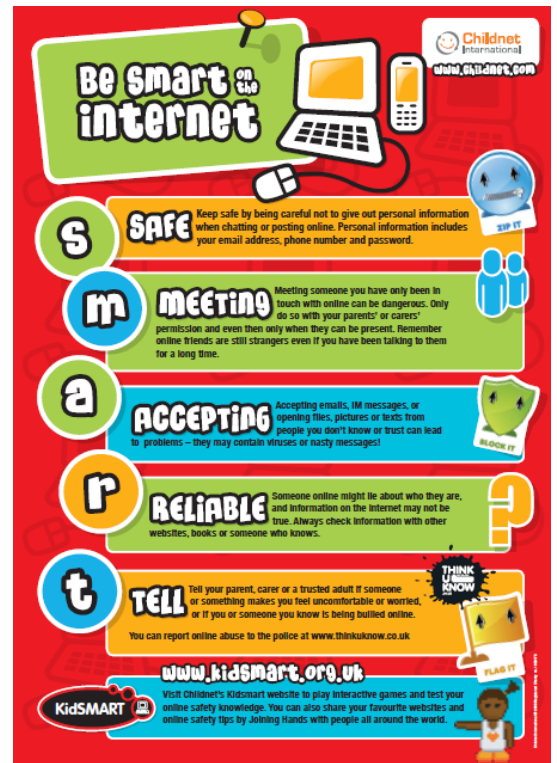 Childnet
International
www.childnet.com
Be smart on the
internet
s
SAFE Keep safe by being careful not to give out personal information
when chatting or posting online. Personal information includes
your email address, phone number and password.
ZIP IT
m
MEETING Meeting someone you have only been in
touch with online can be dangerous. Only
do so with your parents' or carers'
permission and even then only when they can be present. Remember
online friends are still strangers even if you have been talking to them
for a long time.
a
ACCEPTING Accepting emails, IM messages, or
opening files, pictures or texts from
people you don't know or trust can lead
to problems – they may contain viruses or nasty messages!
BLOCK IT
r
RELIABLE Someone online might lie about who they are,
and information on the internet may not be
true. Always check information with other
websites, books or someone who knows.
?
t
TELL Tell your parent, carer or a trusted adult if someone
or something makes you feel uncomfortable or worried,
or if you or someone you know is being bullied online.
You can report online abuse to the police at www.thinkuknow.co.uk
THINK
U
KNOW
FLAG IT
www.kidsmart.org.uk
KidSMART
Visit Childnet's Kidsmart website to play interactive games and test your
online safety knowledge. You can also share your favourite websites and
online safety tips by Joining Hands with people all around the world.